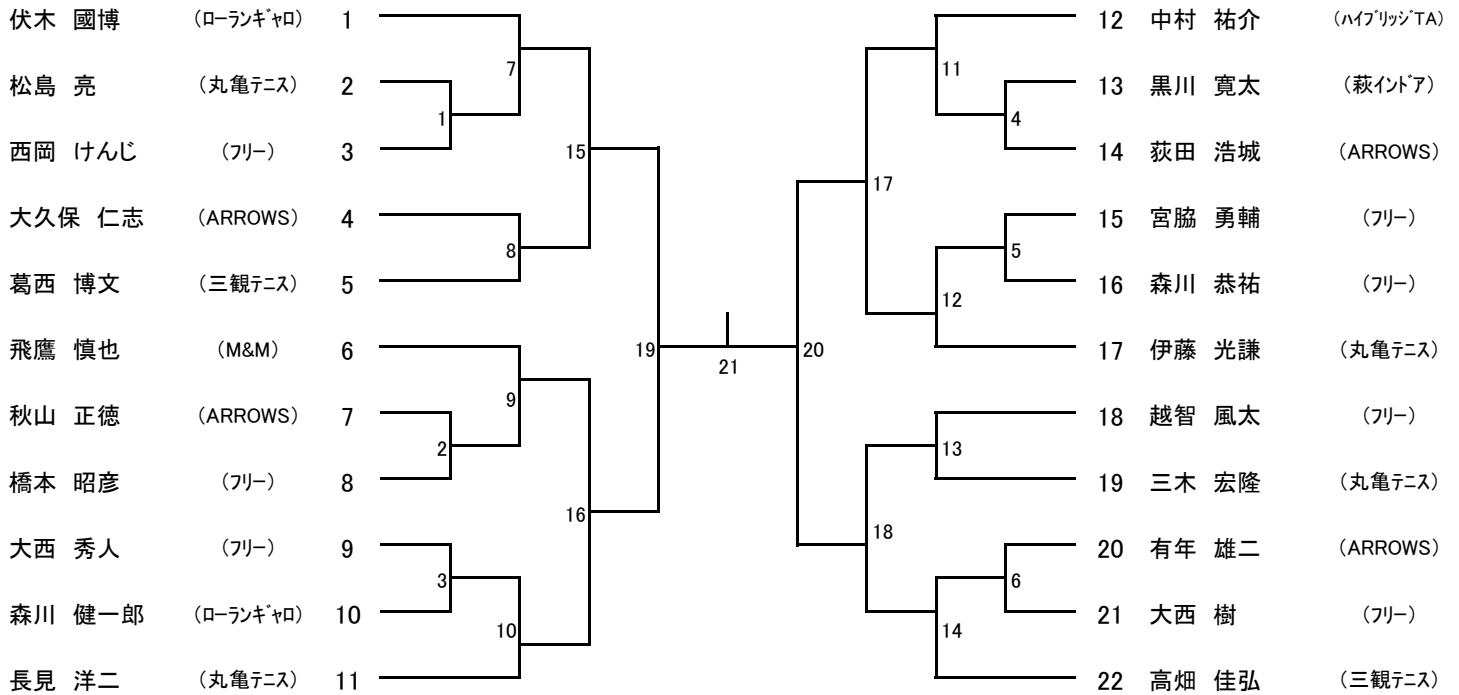 伏木 國博 （ローランギャロ） 1
松島 亮 （丸亀テニス） 2
西岡 けんじ （フリー） 3
大久保 仁志 （ARROWS） 4
葛西 博文 （三観テニス） 5
飛鷹 慎也 （M&M） 6
秋山 正徳 （ARROWS） 7
橋本 昭彦 （フリー） 8
大西 秀人 （フリー） 9
森川 健一郎 （ローランギャロ） 10
長見 洋二 （丸亀テニス） 11
7
1
15
8
19
9
2
16
3
10
21
11
4
17
5
12
20
13
18
6
14
12 中村 祐介 （ハイブリッジTA）
13 黒川 寛太 （萩インドア）
14 荻田 浩城 （ARROWS）
15 宮脇 勇輔 （フリー）
16 森川 恭祐 （フリー）
17 伊藤 光謙 （丸亀テニス）
18 越智 風太 （フリー）
19 三木 宏隆 （丸亀テニス）
20 有年 雄二 （ARROWS）
21 大西 樹 （フリー）
22 高畑 佳弘 （三観テニス）